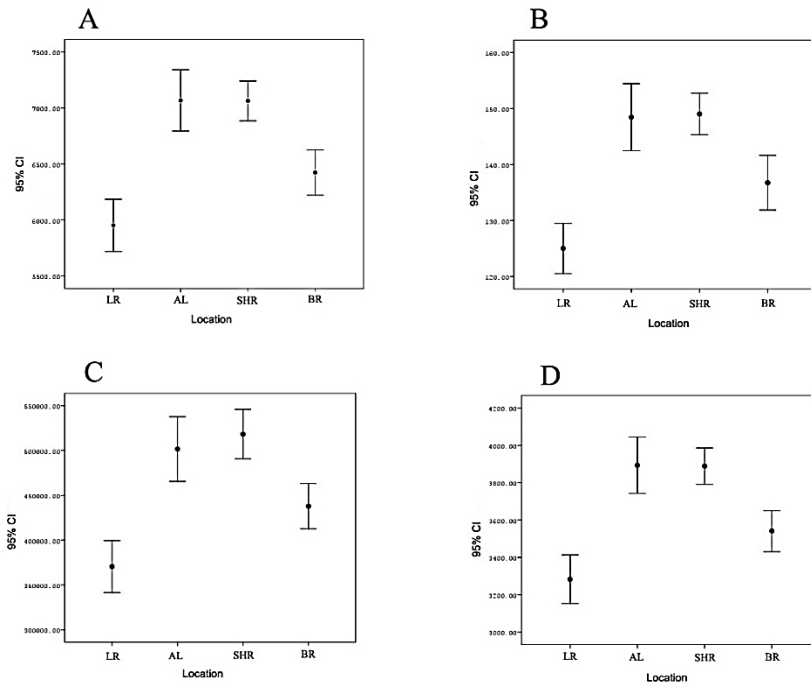 A
7500.00
7000.00
6500.00
6000.00
5500.00
95% CI
LR AL SHR BR
Location
B
160.00
150.00
140.00
130.00
120.00
95% CI
LR AL SHR BR
Location
C
550000.00
500000.00
450000.00
400000.00
350000.00
300000.00
95% CI
LR AL SHR BR
Location
D
4200.00
4000.00
3800.00
3600.00
3400.00
3200.00
3000.00
95% CI
LR AL SHR BR
Location